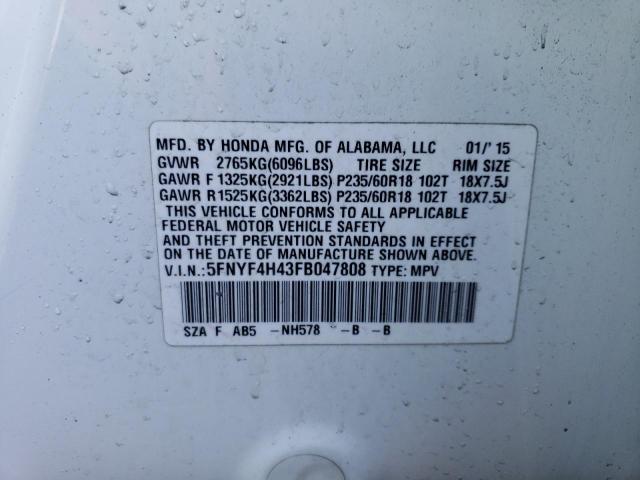 MFD. BY HONDA MFG. OF ALABAMA, LLC 01/'15
GVWR 2765KG(6096LBS) TIRE SIZE RIM SIZE
GAWR F 1325KG(2921LBS) P235/60R18 102T 18X7.5J
GAWR R1525KG(3362LBS) P235/60R18 102T 18X7.5J
THIS VEHICLE CONFORMS TO ALL APPLICABLE
FEDERAL MOTOR VEHICLE SAFETY
AND THEFT PREVENTION STANDARDS IN EFFECT
ON THE DATE OF MANUFACTURE SHOWN ABOVE.
V.I.N.:5FNYF4H43FB047808 TYPE: MPV
SZA F AB5 -NH578 -B -B